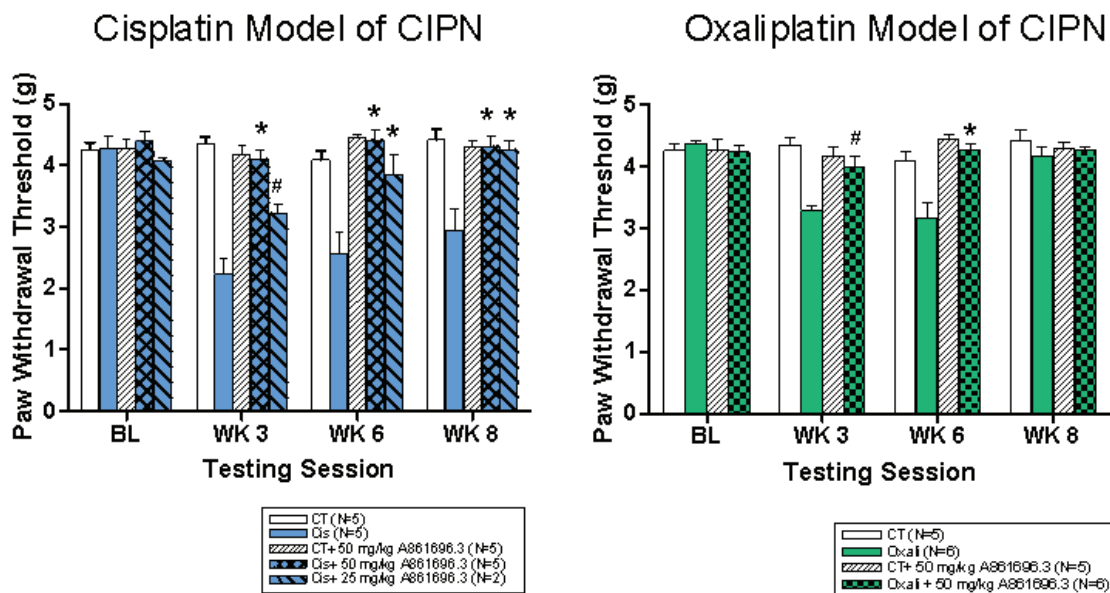 Cisplatin Model of CIPN
Paw Withdrawal Threshold (g)
5
4
3
2
1
0
*
#
*
*
*
*
BL
WK 3
WK 6
WK 8
Testing Session
CT (N=5)
Cis (N=5)
CT+ 50 mg/kg A861696.3 (N=5)
Cis+ 50 mg/kg A861696.3 (N=5)
Cis+ 25 mg/kg A861696.3 (N=2)
Oxaliplatin Model of CIPN
Paw Withdrawal Threshold (g)
5
4
3
2
1
0
#
*
BL
WK 3
WK 6
WK 8
Testing Session
CT (N=5)
Oxali (N=6)
CT+ 50 mg/kg A861696.3 (N=5)
Oxali + 50 mg/kg A861696.3 (N=6)